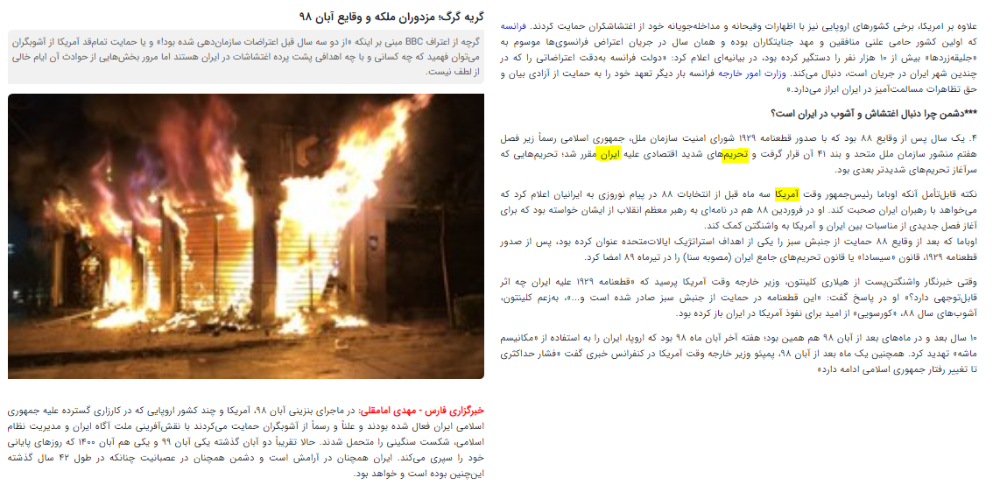 گریه گرگ؛ مزدوران ملکه و وقایع آبان ۹۸
گرچه از اعتراف BBC مبنی بر اینکه «از دو سه سال قبل اعتراضات سازمان‌دهی شده بود!» و یا حمایت تمام‌قد آمریکا از آشوبگران
می‌توان فهمید که چه کسانی و با چه اهدافی پشت پرده اغتشاشات در ایران هستند اما مرور بخش‌هایی از حوادث آن ایام خالی
از لطف نیست.
خبرگزاری فارس - مهدی امامقلی: در ماجرای بنزینی آبان ۹۸، آمریکا و چند کشور اروپایی که در کارزاری گسترده علیه جمهوری
اسلامی ایران فعال شده بودند و علناً و رسماً از آشوبگران حمایت می‌کردند با نقش‌آفرینی ملت آگاه ایران و مدیریت نظام
اسلامی، شکست سنگینی را متحمل شدند. حالا تقریباً دو آبان گذشته یکی آبان ۹۹ و یکی هم آبان ۱۴۰۰ که روزهای پایانی
خود را سپری می‌کند. ایران همچنان در آرامش است و دشمن همچنان در عصبانیت چنانکه در طول ۴۲ سال گذشته
این‌چنین بوده است و خواهد بود.
علاوه بر امریکا، برخی کشورهای اروپایی نیز با اظهارات وقیحانه و مداخله‌جویانه خود از اغتشاشگران حمایت کردند. فرانسه
که اولین کشور حامی علنی منافقین و مهد جنایتکاران بوده و همان سال در جریان اعتراض فرانسوی‌ها موسوم به
«جلیقه‌زردها» بیش از ۱۰ هزار نفر را دستگیر کرده بود، در بیانیه‌ای اعلام کرد: «دولت فرانسه به‌دقت اعتراضاتی را که در
چندین شهر ایران در جریان است، دنبال می‌کند. وزارت امور خارجه فرانسه بار دیگر تعهد خود را به حمایت از آزادی بیان و
حق تظاهرات مسالمت‌آمیز در ایران ابراز می‌دارد.»
***دشمن چرا دنبال اغتشاش و آشوب در ایران است؟
۴. یک سال پس از وقایع ۸۸ بود که با صدور قطعنامه ۱۹۲۹ شورای امنیت سازمان ملل، جمهوری اسلامی رسماً زیر فصل
هفتم منشور سازمان ملل متحد و بند ۴۱ آن قرار گرفت و تحریم‌های شدید اقتصادی علیه ایران مقرر شد؛ تحریم‌هایی که
سرآغاز تحریم‌های شدیدتر بعدی بود.
نکته قابل‌تأمل آنکه اوباما رئیس‌جمهور وقت آمریکا سه ماه قبل از انتخابات ۸۸ در پیام نوروزی به ایرانیان اعلام کرد که
می‌خواهد با رهبران ایران صحبت کند. او در فروردین ۸۸ هم در نامه‌ای به رهبر معظم انقلاب از ایشان خواسته بود که برای
آغاز فصل جدیدی از مناسبات بین ایران و آمریکا به واشنگتن کمک کند.
اوباما که بعد از وقایع ۸۸ حمایت از جنبش سبز را یکی از اهداف استراتژیک ایالات‌متحده عنوان کرده بود، پس از صدور
قطعنامه ۱۹۲۹، قانون «سیسادا» یا قانون تحریم‌های جامع ایران (مصوبه سنا) را در تیرماه ۸۹ امضا کرد.
وقتی خبرنگار واشنگتن‌پست از هیلاری کلینتون، وزیر خارجه وقت آمریکا پرسید که «قطعنامه ۱۹۲۹ علیه ایران چه اثر
قابل‌توجهی دارد؟» او در پاسخ گفت: «این قطعنامه در حمایت از جنبش سبز صادر شده است و...»، به‌زعم کلینتون،
آشوب‌های سال ۸۸، «کورسویی» از امید برای نفوذ آمریکا در ایران باز کرده بود.
۱۰ سال بعد و در ماه‌های بعد از آبان ۹۸ هم همین بود؛ هفته آخر آبان ماه ۹۸ بود که اروپا، ایران را به استفاده از «مکانیسم
ماشه» تهدید کرد. همچنین یک ماه بعد از آبان ۹۸، پمپئو وزیر خارجه وقت آمریکا در کنفرانس خبری گفت «فشار حداکثری
تا تغییر رفتار جمهوری اسلامی ادامه دارد»